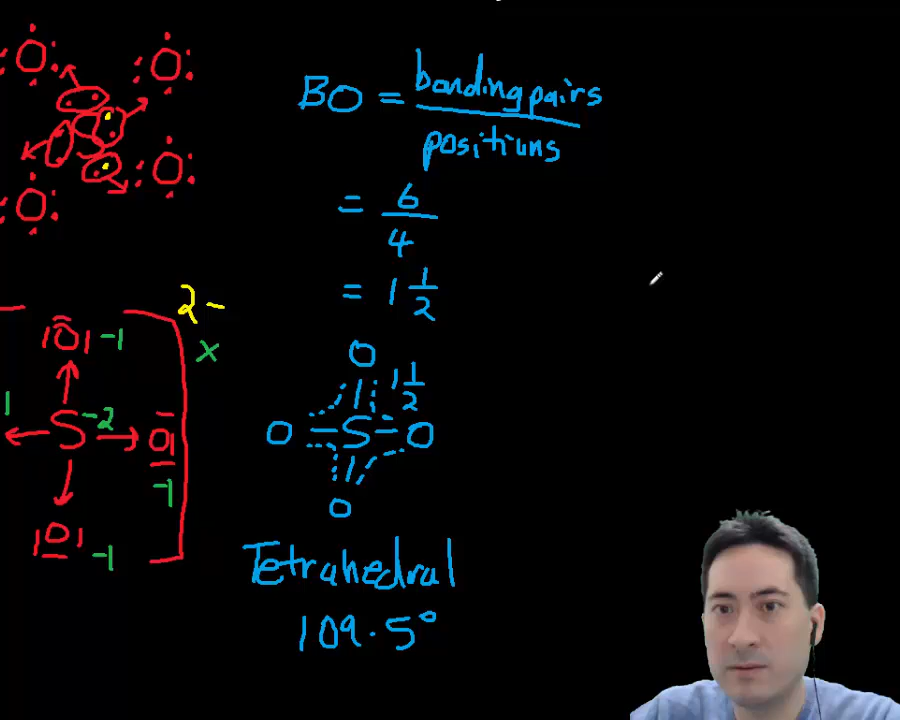 O
O
O
O
BO = bonding pairs / positions
= 6/4
= 1 1/2
2-
x
|O| -1
1
S -2
O| -1
|O| -1
O
1 1/2
O S O
O
Tetrahedral
109.5°